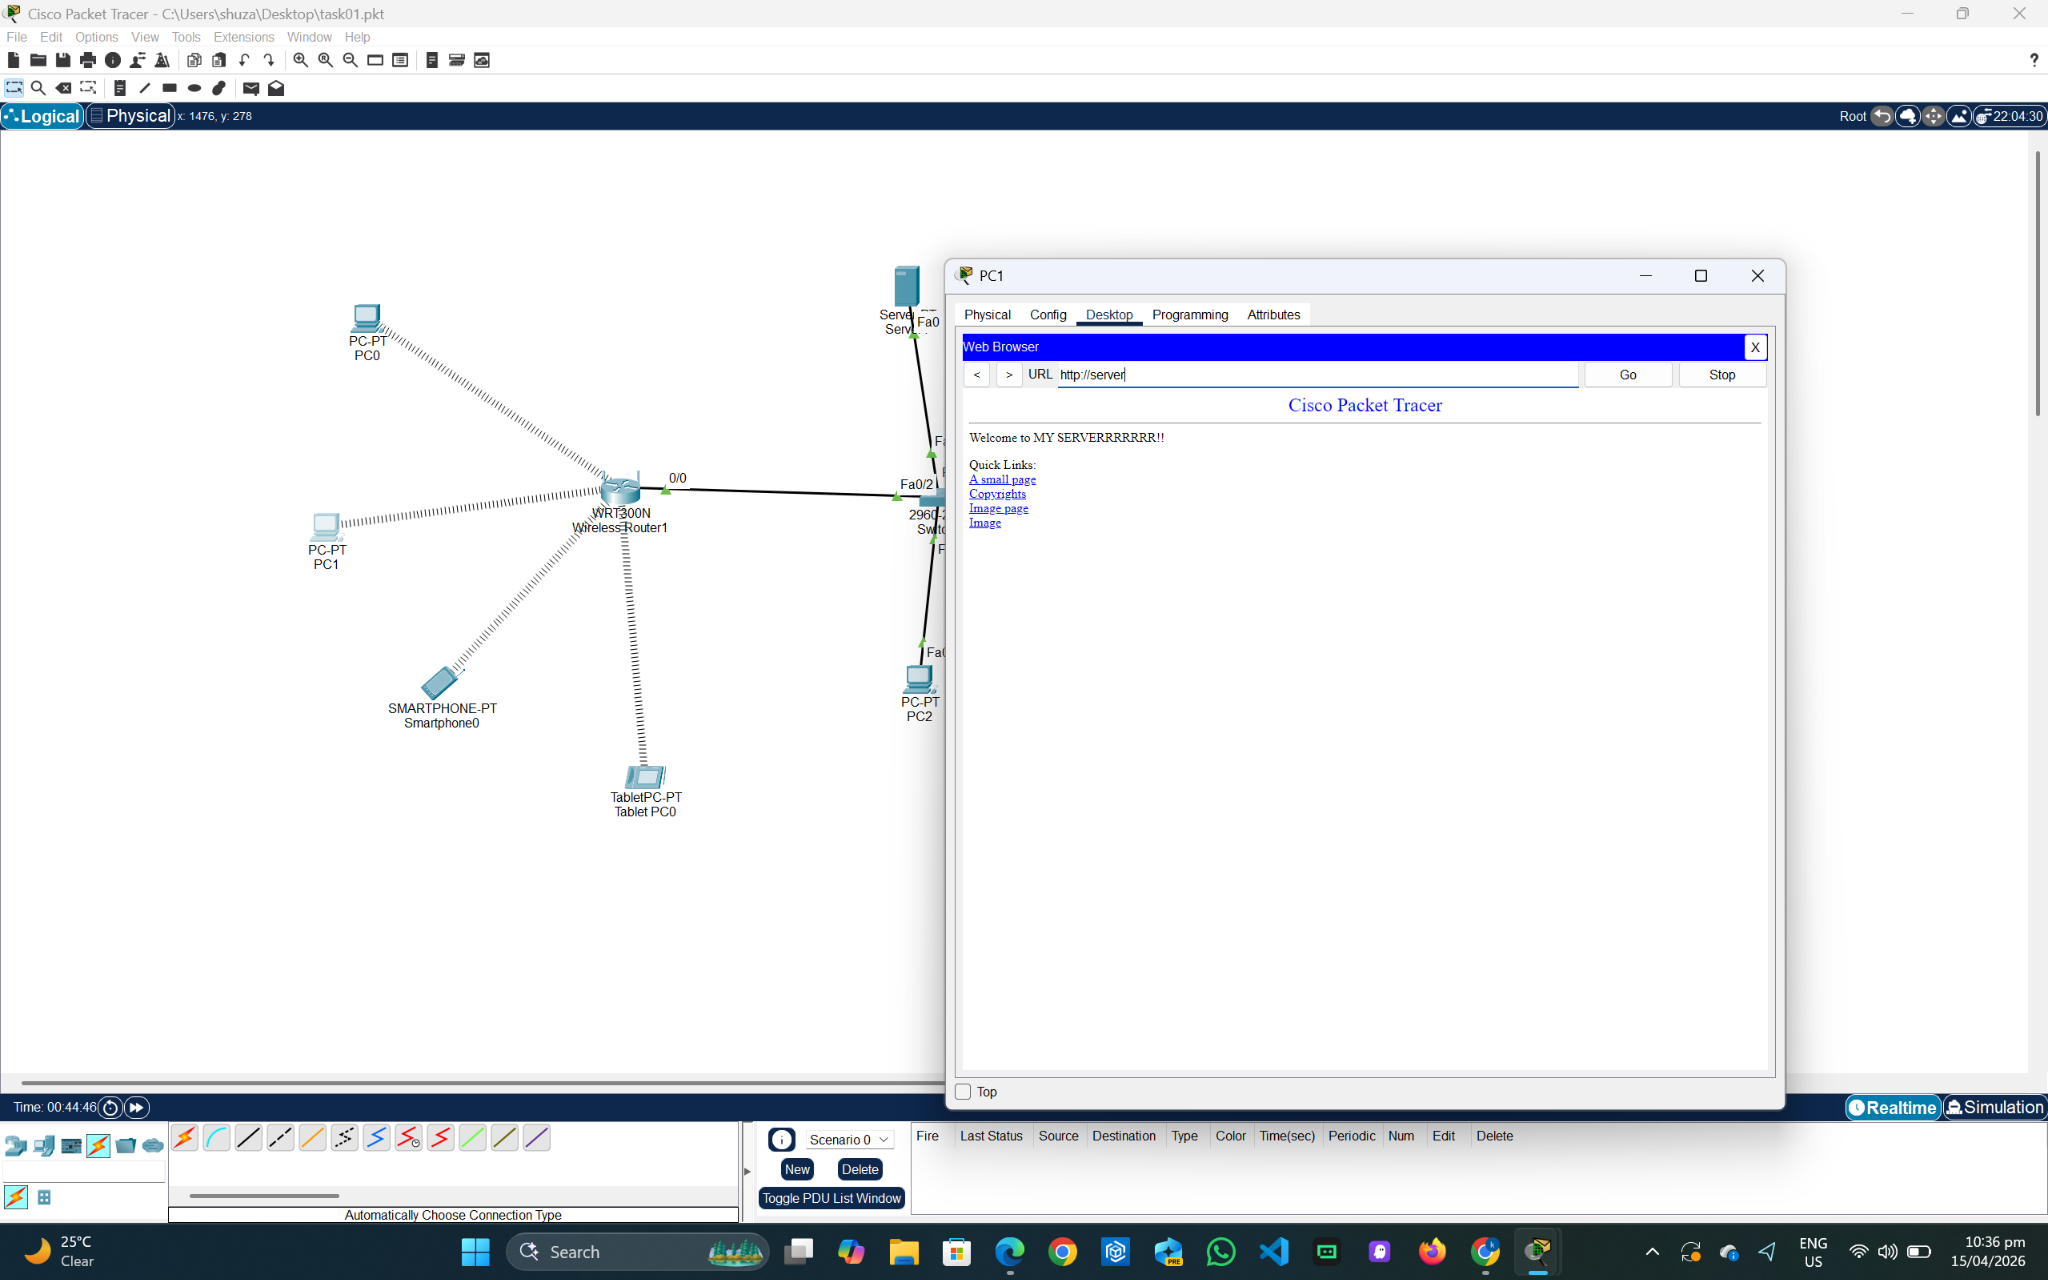 Cisco Packet Tracer - C:\Users\shuza\Desktop\task01.pkt
File Edit Options View Tools Extensions Window Help
?
Logical Physical x: 1476, y: 278
Root 22:04:30
PC-PT
PC0
PC-PT
PC1
SMARTPHONE-PT
Smartphone0
TabletPC-PT
Tablet PC0
WRT300N
Wireless Router1
0/0
Fa0
Fa0/2
PC-PT
PC2
PC1
Physical Config Desktop Programming Attributes
Web Browser X
< > URL http://server Go Stop
Cisco Packet Tracer
Welcome to MY SERVERRRRRRR!!
Quick Links:
A small page
Copyrights
Image page
Image
Top
Time: 00:44:46
Realtime Simulation
Scenario 0
New Delete
Toggle PDU List Window
Fire Last Status Source Destination Type Color Time(sec) Periodic Num Edit Delete
Automatically Choose Connection Type
25°C
Clear
Search
PRE
ENG
US
10:36 pm
15/04/2026